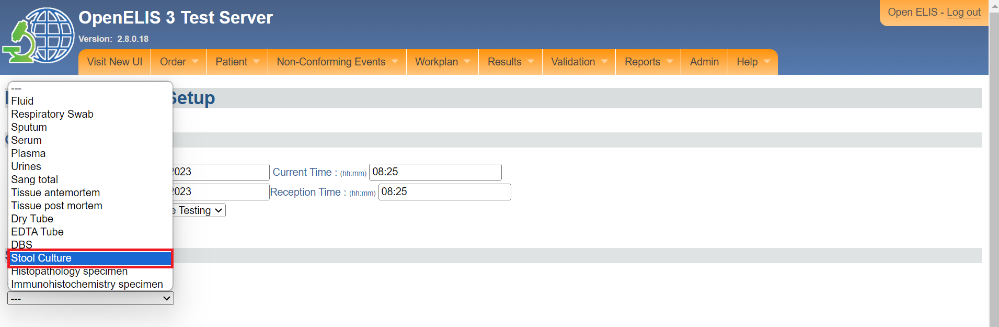 OpenELIS 3 Test Server
Open ELIS - Log out
Version: 2.8.0.18
Visit New UI Order Patient Non-Conforming Events Workplan Results Validation Reports Admin Help
---
Setup
Fluid
Respiratory Swab
Sputum
Serum
Plasma
Urines
Sang total
Tissue antemortem
Tissue post mortem
Dry Tube
EDTA Tube
DBS
Stool Culture
Histopathology specimen
Immunohistochemistry specimen
---
2023 Current Time : (hh:mm) 08:25
2023 Reception Time : (hh:mm) 08:25
e Testing